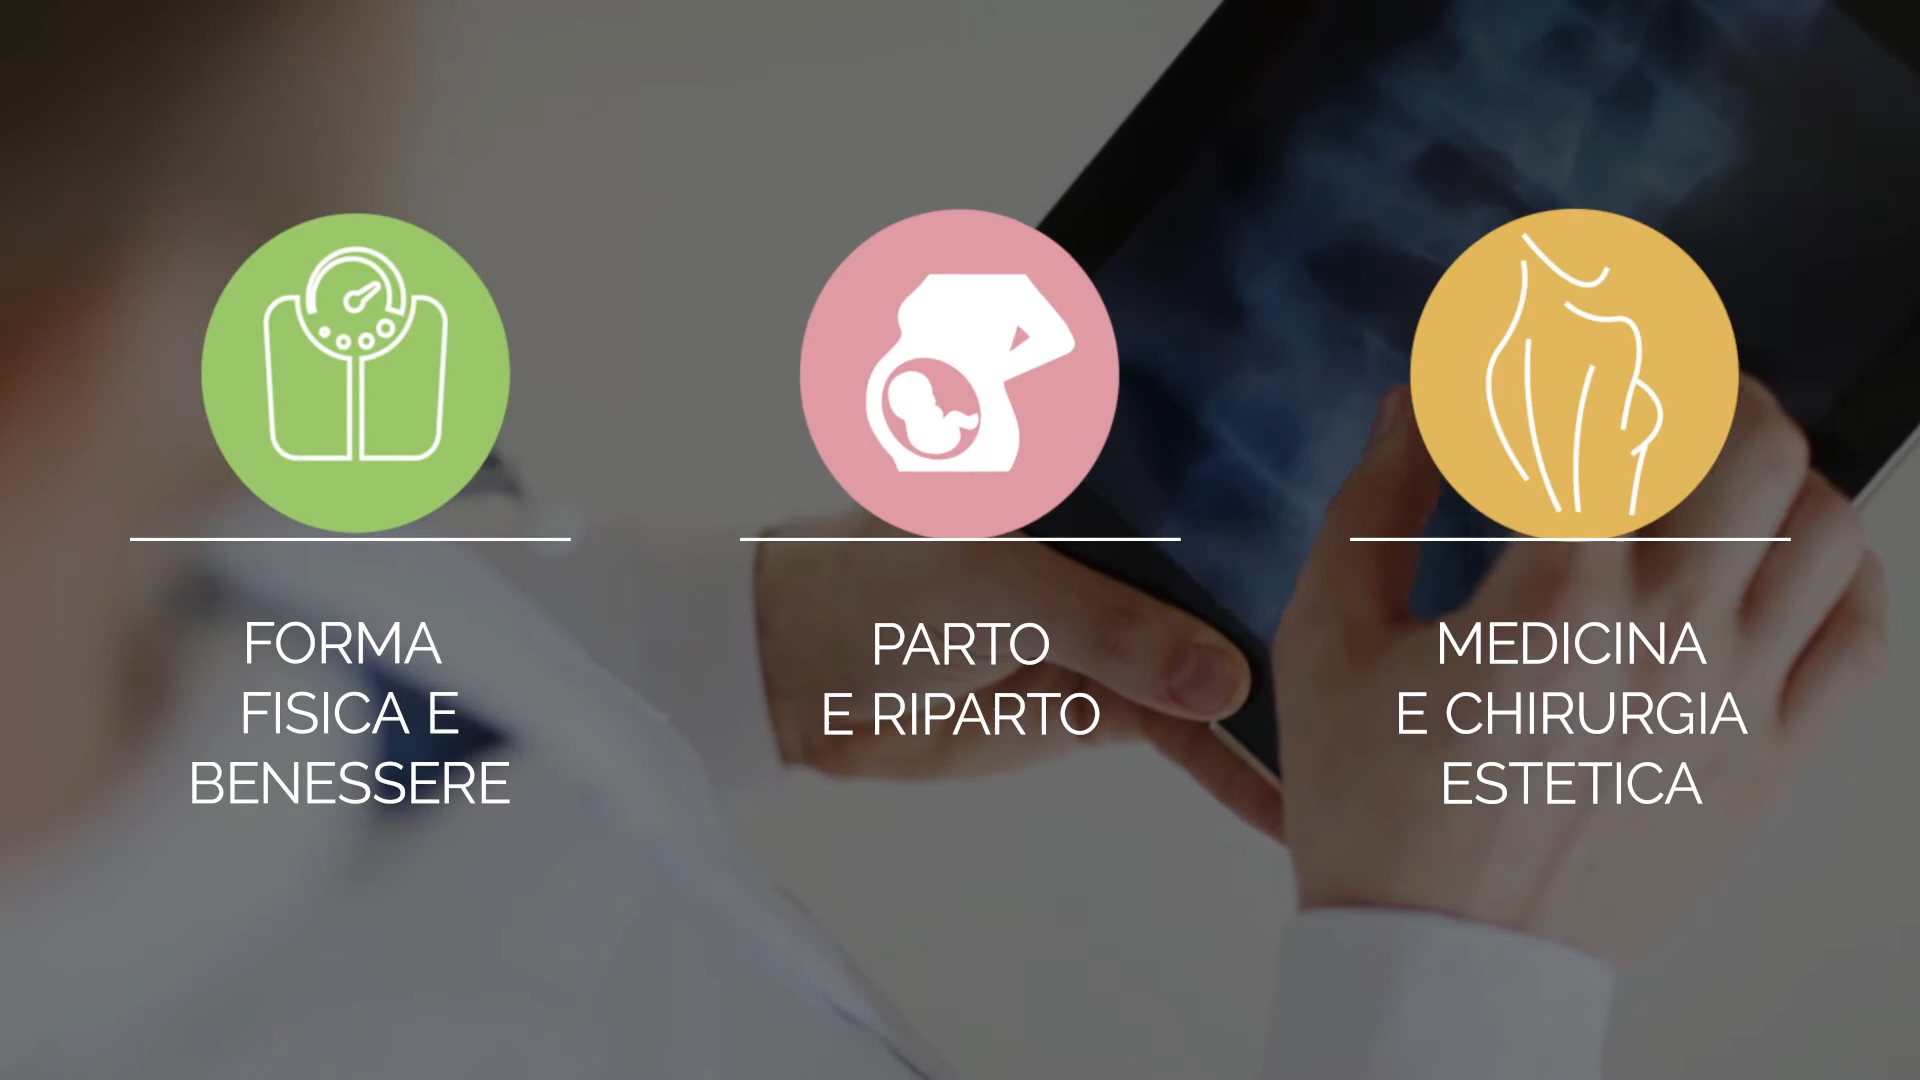 FORMA
FISICA E
BENESSERE
PARTO
E RIPARTO
MEDICINA
E CHIRURGIA
ESTETICA